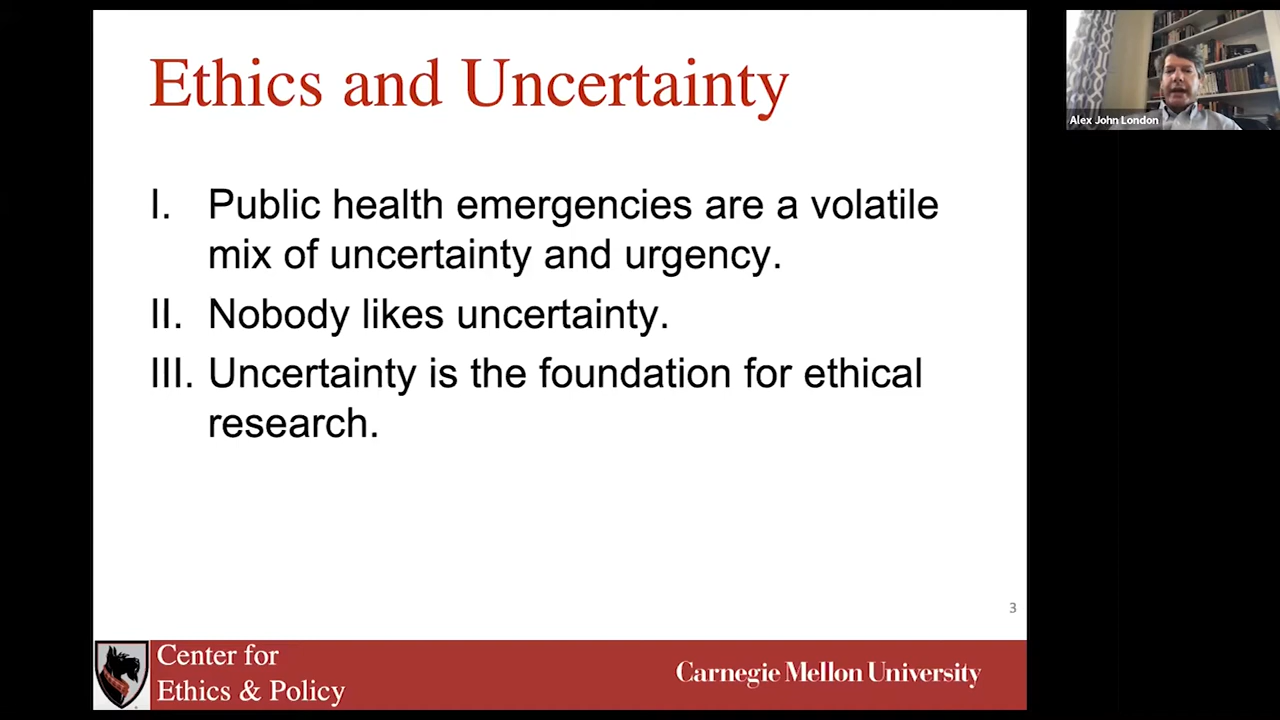 Ethics and Uncertainty
Alex John London
I. Public health emergencies are a volatile
mix of uncertainty and urgency.
II. Nobody likes uncertainty.
III. Uncertainty is the foundation for ethical
research.
3
Center for
Ethics & Policy
Carnegie Mellon University